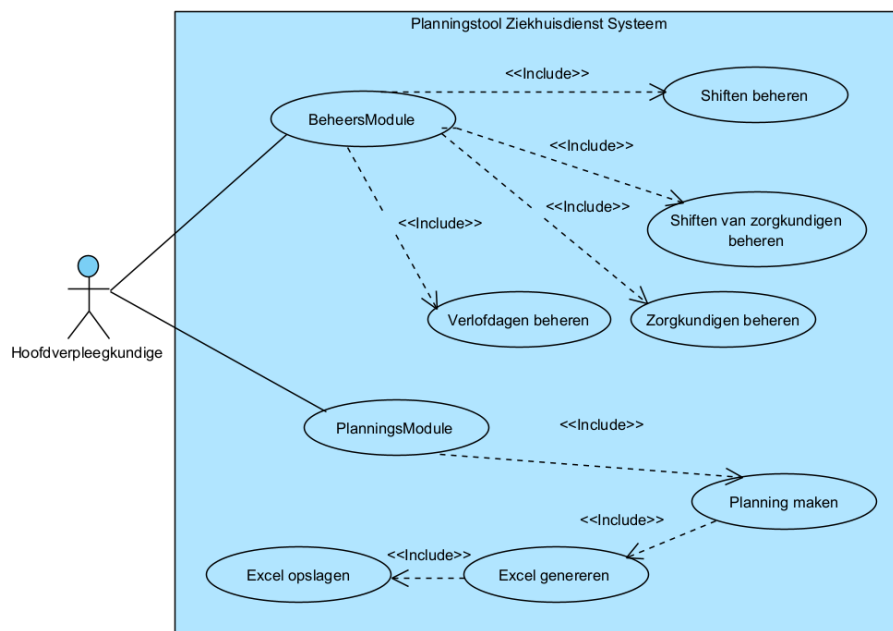 Planningstool Ziekhuisdienst Systeem
<<Include>>
Shiften beheren
BeheersModule
<<Include>>
<<Include>>
<<Include>>
Shiften van zorgkundigen
beheren
Verlofdagen beheren
Zorgkundigen beheren
Hoofdverpleegkundige
PlanningsModule
<<Include>>
Planning maken
<<Include>>
<<Include>>
Excel opslagen
Excel genereren